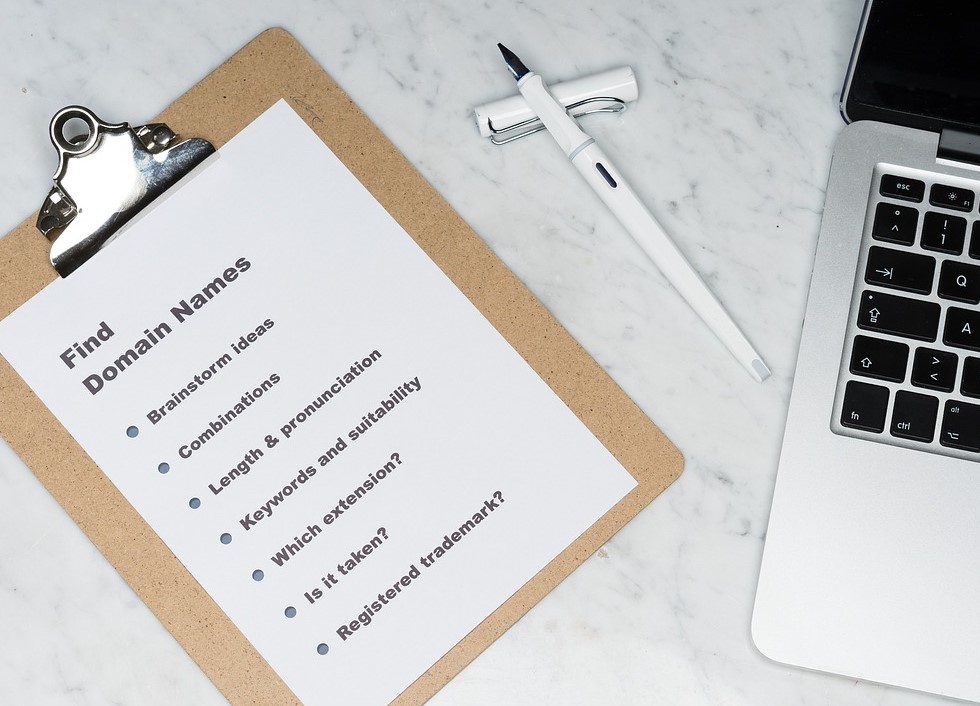 Find
Domain Names
Brainstorm ideas
Combinations
Length & pronunciation
Keywords and suitability
Which extension?
Is it taken?
Registered trademark?
esc
F1
°
^
!
1
Q
A
>
<
fn
ctrl
alt